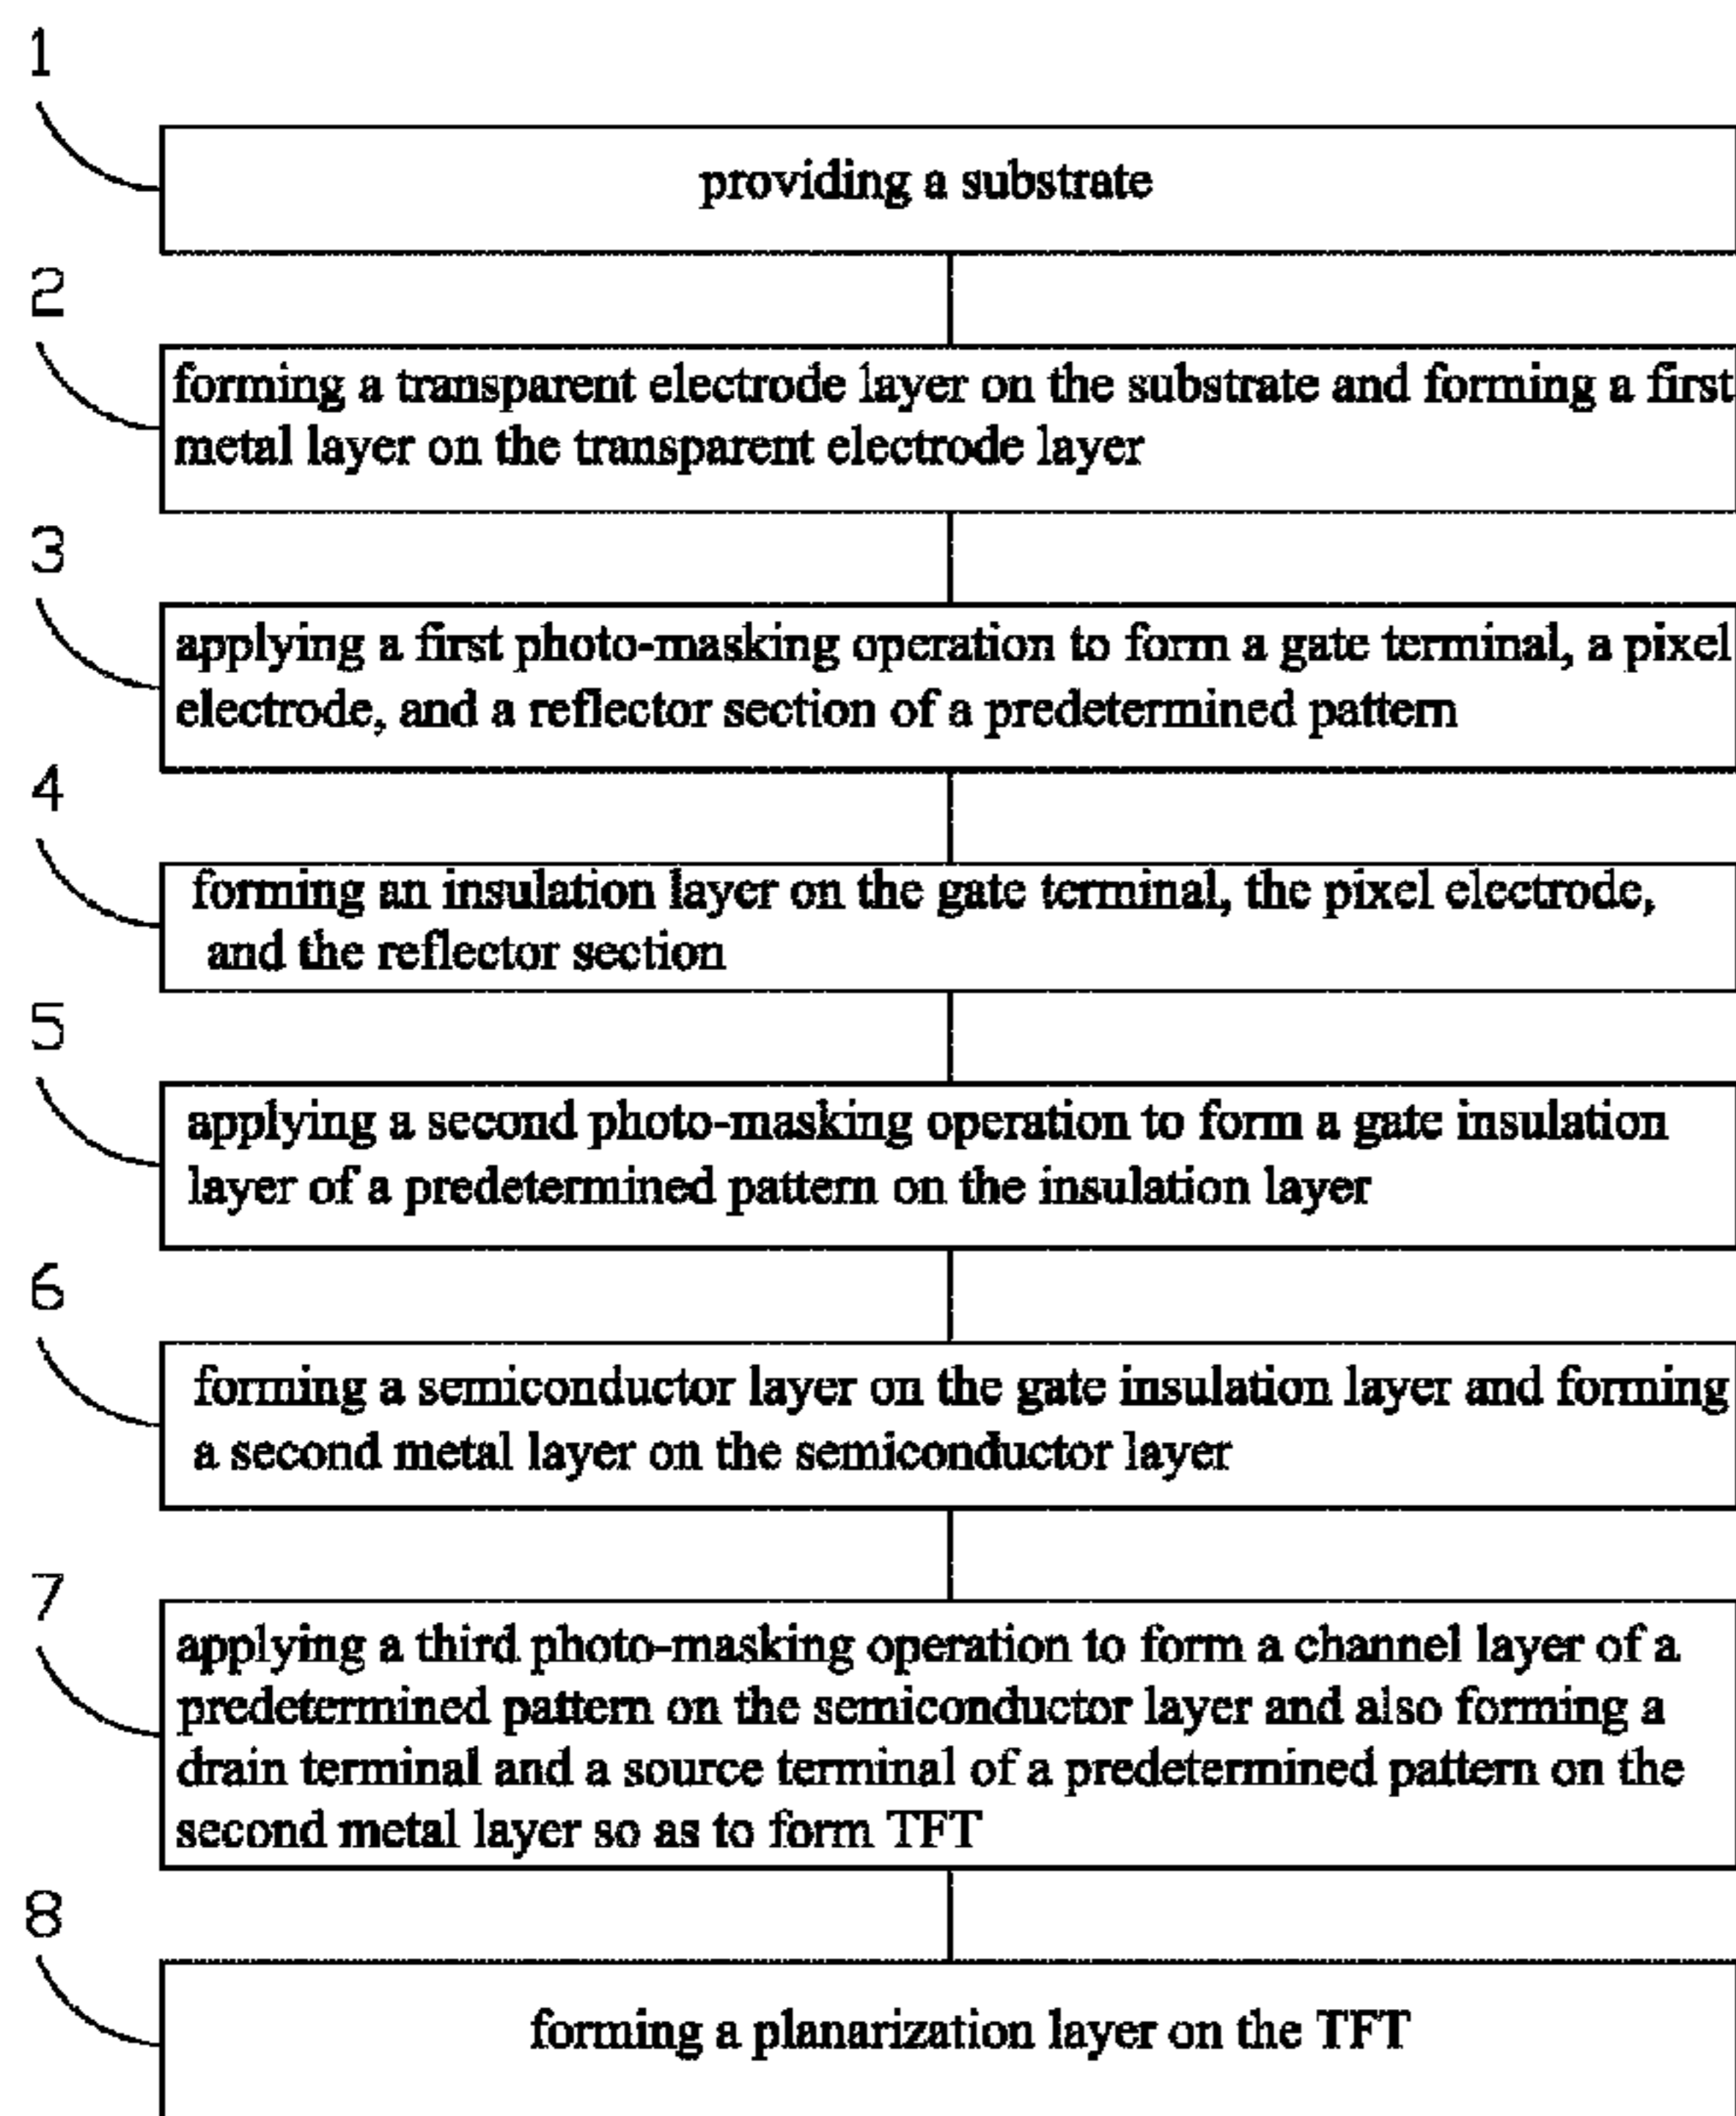 1
providing a substrate
2
forming a transparent electrode layer on the substrate and forming a first
metal layer on the transparent electrode layer
3
applying a first photo-masking operation to form a gate terminal, a pixel
electrode, and a reflector section of a predetermined pattern
4
forming an insulation layer on the gate terminal, the pixel electrode,
and the reflector section
5
applying a second photo-masking operation to form a gate insulation
layer of a predetermined pattern on the insulation layer
6
forming a semiconductor layer on the gate insulation layer and forming
a second metal layer on the semiconductor layer
7
applying a third photo-masking operation to form a channel layer of a
predetermined pattern on the semiconductor layer and also forming a
drain terminal and a source terminal of a predetermined pattern on the
second metal layer so as to form TFT
8
forming a planarization layer on the TFT